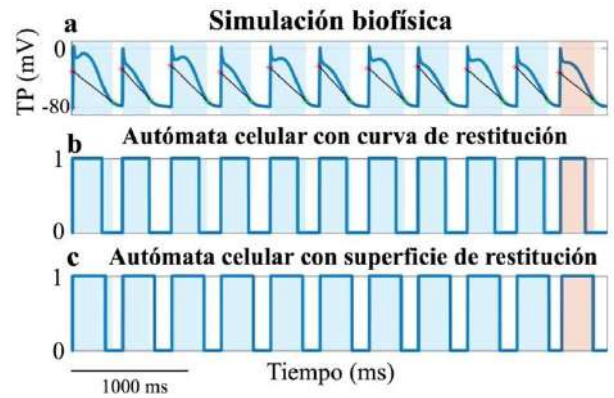 Simulación biofísica
a
TP (mV)
0
-80
Autómata celular con curva de restitución
b
1
0
Autómata celular con superficie de restitución
c
1
0
Tiempo (ms)
1000 ms